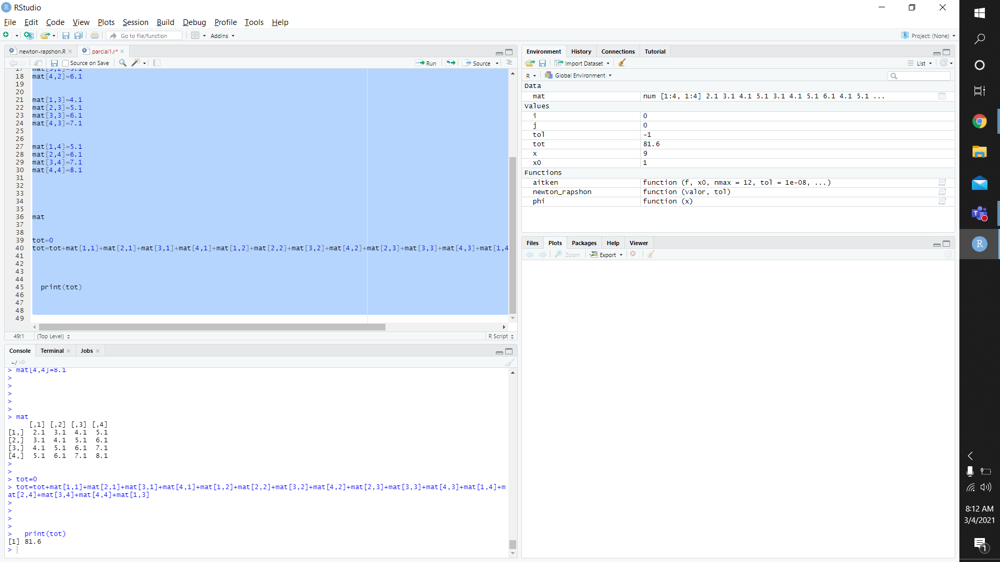 RStudio
File Edit Code View Plots Session Build Debug Profile Tools Help
Go to file/function Addins Project: (None)
newton-rapshon.R parcial1.r*
Source on Save Run Source
17 mat[3,2]=5.1
18 mat[4,2]=6.1
19
20
21 mat[1,3]=4.1
22 mat[2,3]=5.1
23 mat[3,3]=6.1
24 mat[4,3]=7.1
25
26
27 mat[1,4]=5.1
28 mat[2,4]=6.1
29 mat[3,4]=7.1
30 mat[4,4]=8.1
31
32
33
34
35
36 mat
37
38
39 tot=0
40 tot=tot+mat[1,1]+mat[2,1]+mat[3,1]+mat[4,1]+mat[1,2]+mat[2,2]+mat[3,2]+mat[4,2]+mat[2,3]+mat[3,3]+mat[4,3]+mat[1,4
41
42
43
44
45 print(tot)
46
47
48
49
49:1 (Top Level) R Script
Console Terminal Jobs
~/
> mat[4,4]=8.1
>
>
>
>
>
> mat
[,1] [,2] [,3] [,4]
[1,] 2.1 3.1 4.1 5.1
[2,] 3.1 4.1 5.1 6.1
[3,] 4.1 5.1 6.1 7.1
[4,] 5.1 6.1 7.1 8.1
>
>
> tot=0
> tot=tot+mat[1,1]+mat[2,1]+mat[3,1]+mat[4,1]+mat[1,2]+mat[2,2]+mat[3,2]+mat[4,2]+mat[2,3]+mat[3,3]+mat[4,3]+mat[1,4]+m
at[2,4]+mat[3,4]+mat[4,4]+mat[1,3]
>
>
>
>
> print(tot)
[1] 81.6
>
Environment History Connections Tutorial
Import Dataset List
R Global Environment
Data
mat num [1:4, 1:4] 2.1 3.1 4.1 5.1 3.1 4.1 5.1 6.1 4.1 5.1 ...
Values
i 0
j 0
tol -1
tot 81.6
x 9
x0 1
Functions
aitken function (f, x0, nmax = 12, tol = 1e-08, ...)
newton_rapshon function (valor, tol)
phi function (x)
Files Plots Packages Help Viewer
Zoom Export
8:12 AM
3/4/2021
1